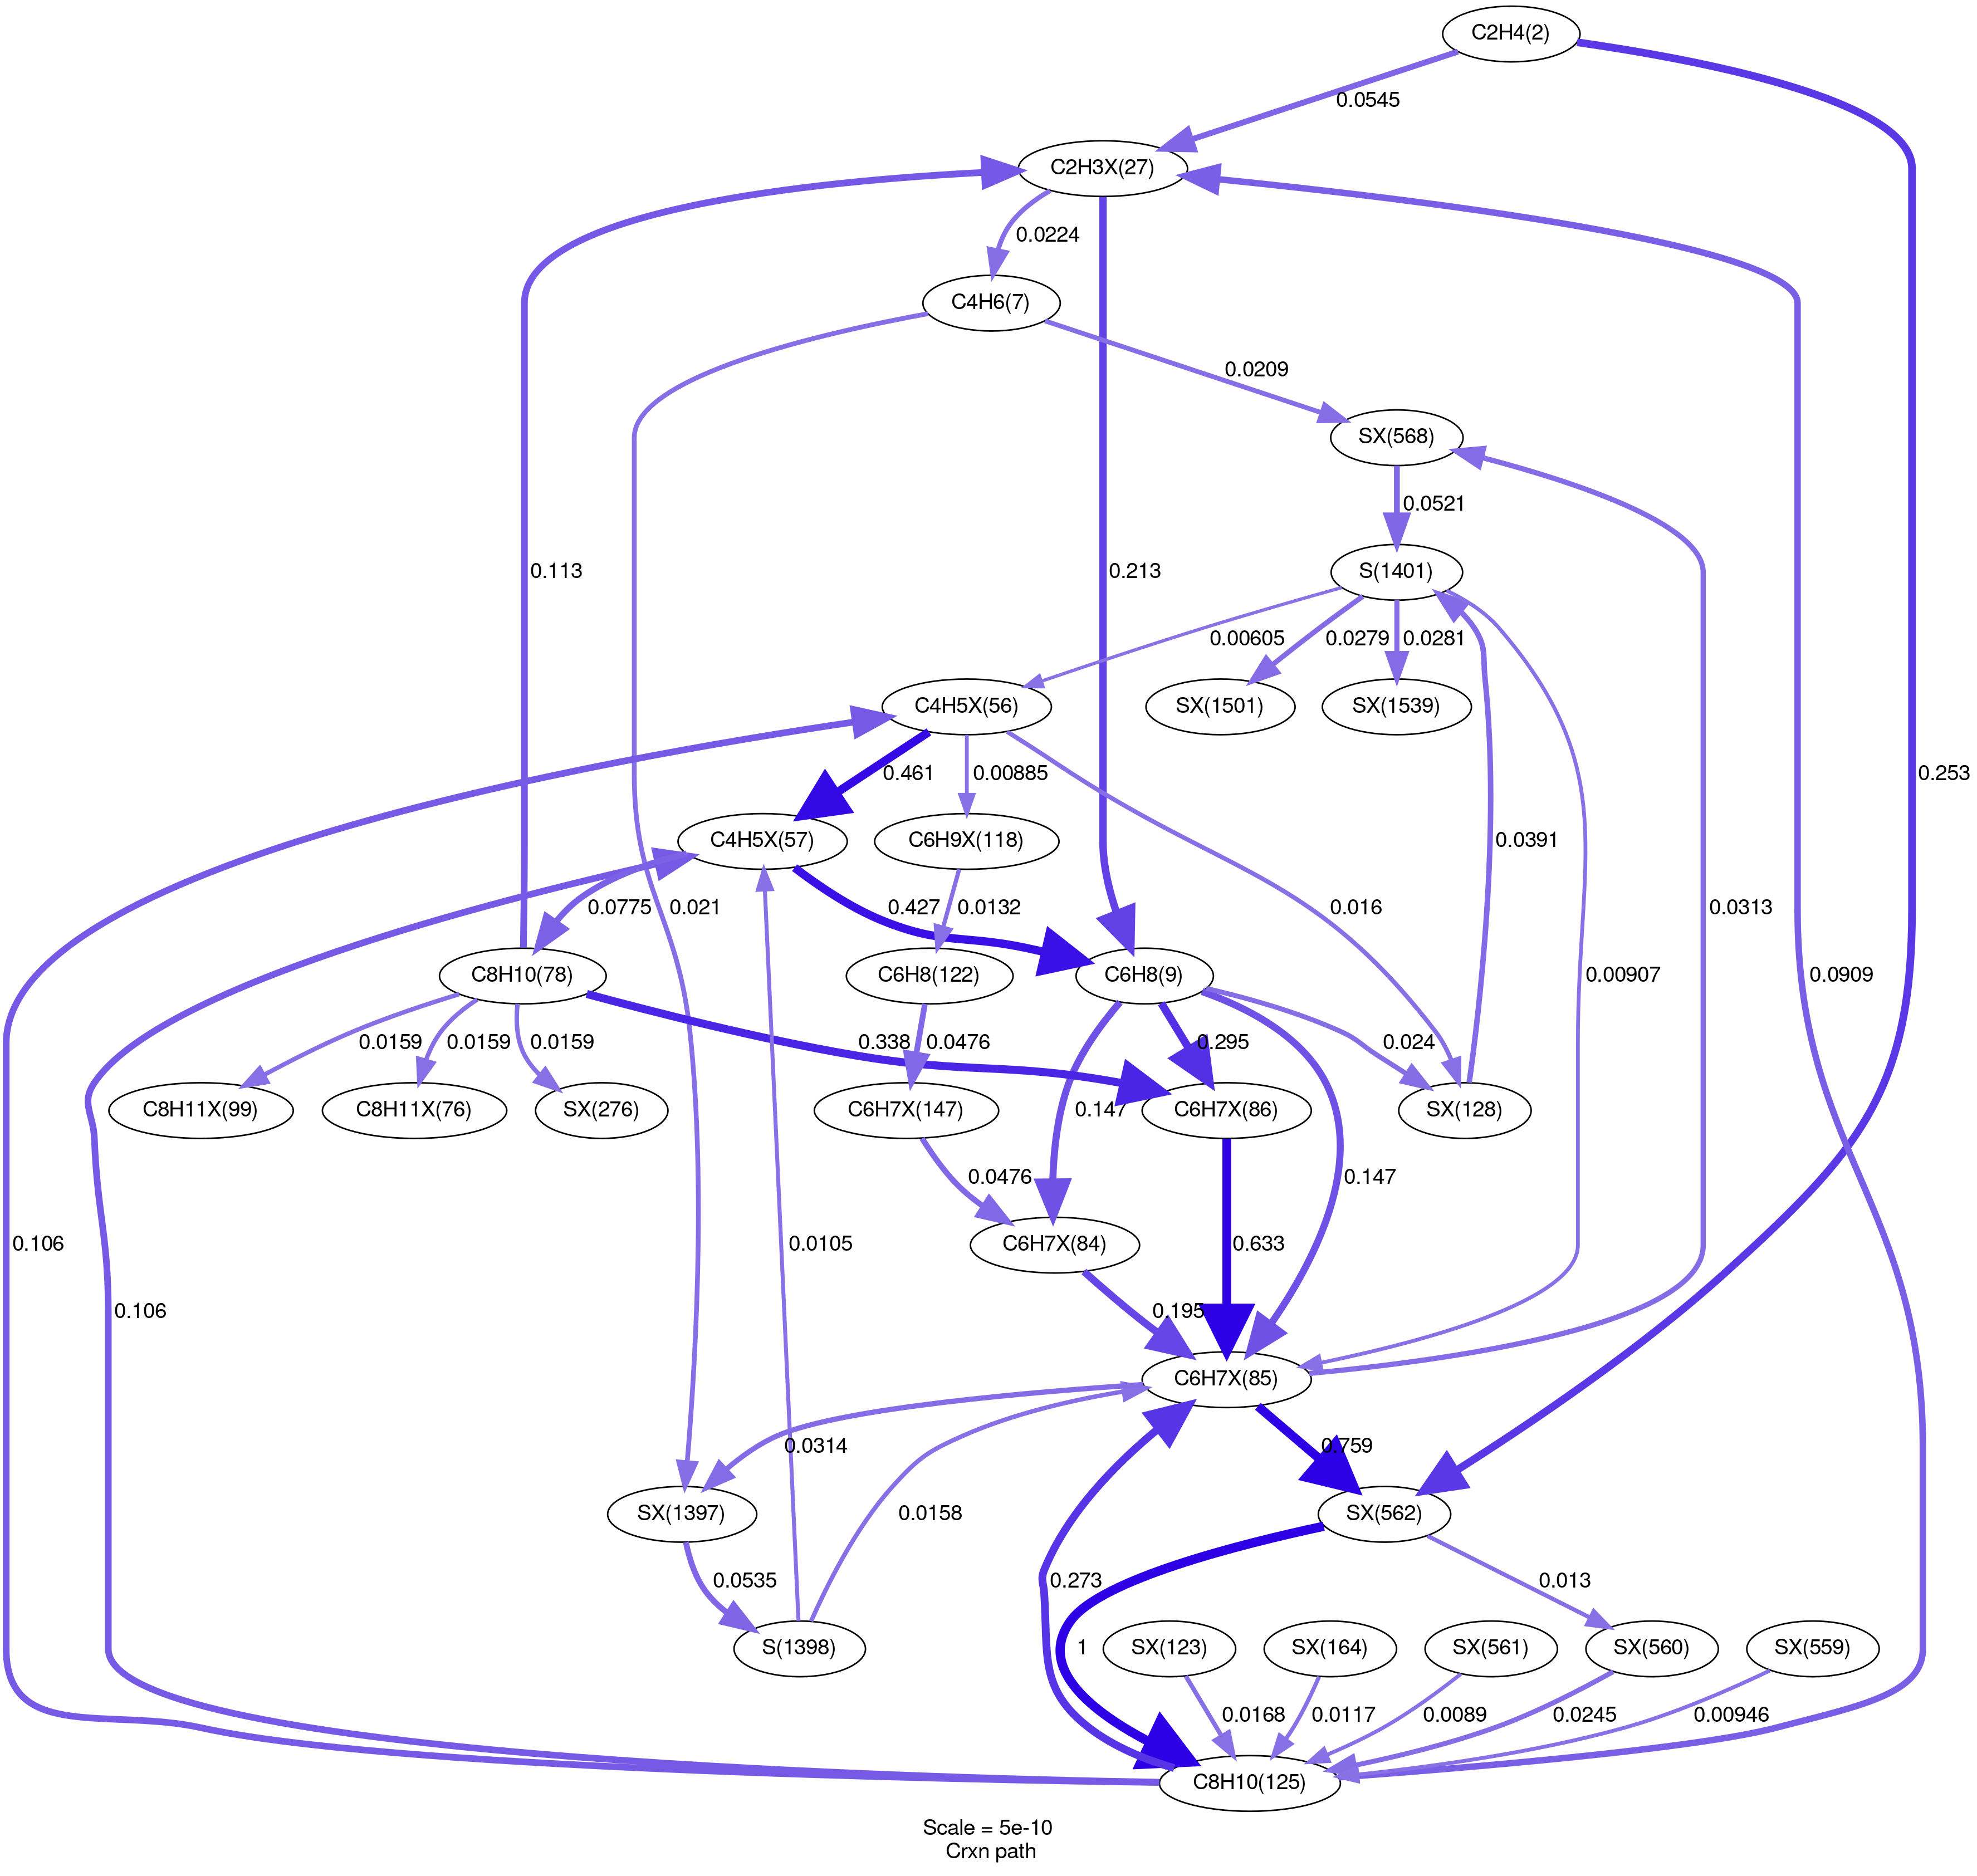 C2H4(2)
0.0545
C2H3X(27)
0.0224
C4H6(7)
0.0209
SX(568)
0.0521
0.113
0.213
S(1401)
0.00605
0.0279
0.0281
C4H5X(56)
SX(1501)
SX(1539)
0.461
0.00885
0.253
C4H5X(57)
C6H9X(118)
0.0391
0.0775
0.021
0.427
0.0132
0.016
0.0313
C8H10(78)
C6H8(122)
C6H8(9)
0.00907
0.0909
0.0159
0.0159
0.0159
0.338
0.0476
0.295
0.024
C8H11X(99)
C8H11X(76)
SX(276)
C6H7X(147)
0.147
C6H7X(86)
SX(128)
0.0476
0.147
0.106
0.0105
C6H7X(84)
0.633
0.106
0.195
C6H7X(85)
0.0314
0.759
SX(1397)
0.0158
SX(562)
0.0535
0.273
0.013
S(1398)
1
SX(123)
SX(164)
SX(561)
SX(560)
SX(559)
0.0168
0.0117
0.0089
0.0245
0.00946
C8H10(125)
Scale = 5e-10
Crxn path